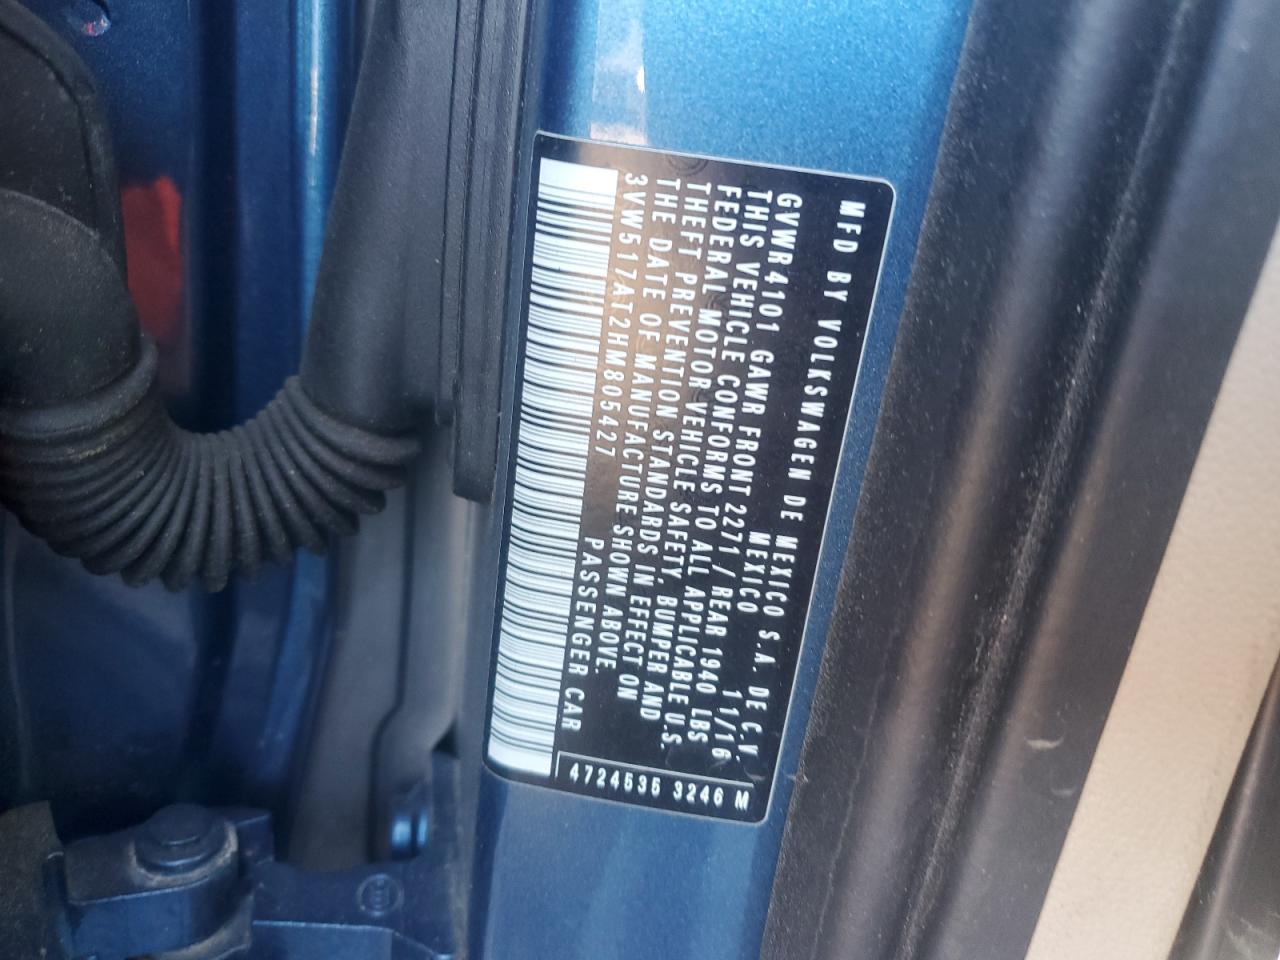 MFD BY VOLKSWAGEN DE MEXICO S.A. DE C.V.
MEXICO 11/16
GVWR4101 GAWR FRONT 2271 / REAR 1940 LBS
THIS VEHICLE CONFORMS TO ALL APPLICABLE U.S.
FEDERAL MOTOR VEHICLE SAFETY, BUMPER AND
THEFT PREVENTION STANDARDS IN EFFECT ON
THE DATE OF MANUFACTURE SHOWN ABOVE.
3VW517AT2HM805427 PASSENGER CAR
4724535 3246 M